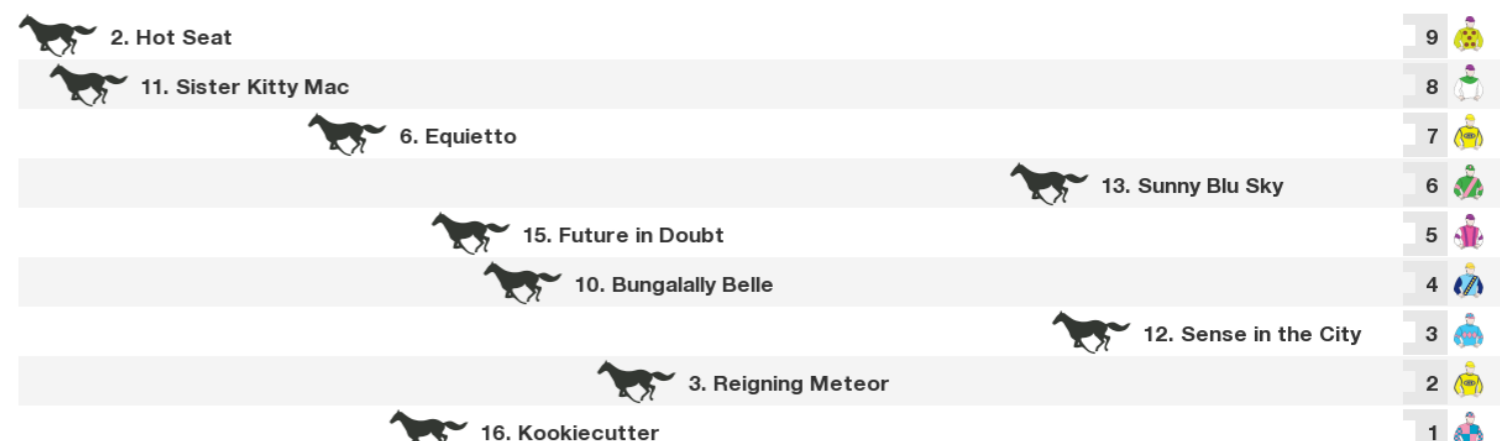 2. Hot Seat 9
11. Sister Kitty Mac 8
6. Equietto 7
13. Sunny Blu Sky 6
15. Future in Doubt 5
10. Bungalally Belle 4
12. Sense in the City 3
3. Reigning Meteor 2
16. Kookiecutter 1